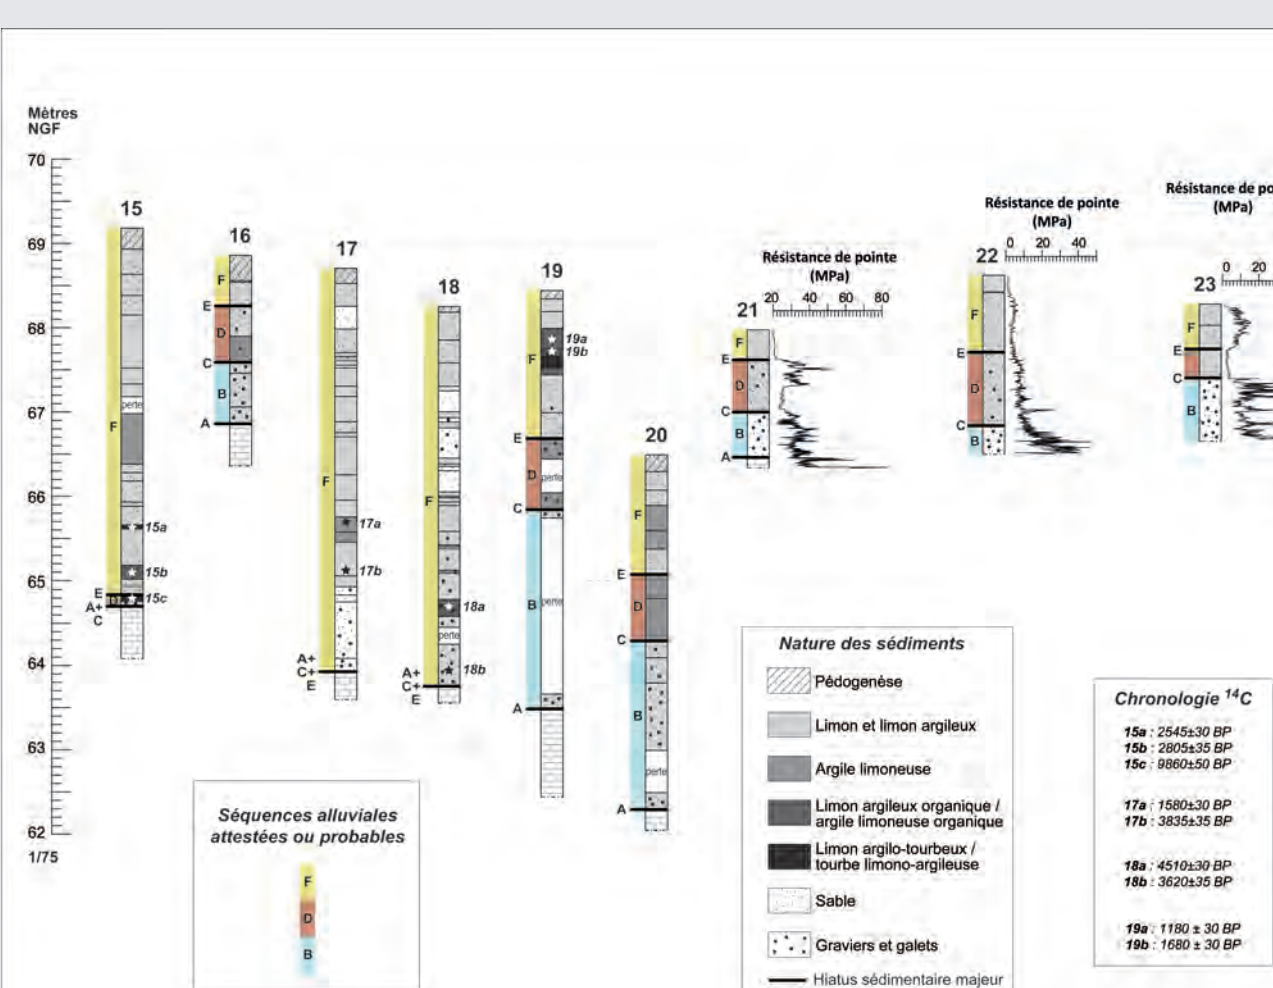 Mètres
NGF
70
69
68
67
66
65
64
63
62
1/75
15
F
perte
15a
15b
15c
E
D
A+
C
16
F
E
D
C
B
A
17
F
17a
17b
A+
C+
E
18
F
18a
perte
18b
A+
C+
E
19
19a
19b
F
E
D
perte
C
B
perte
A
20
F
E
D
C
B
perte
A
Résistance de pointe
(MPa)
21
20 40 60 80
F
E
D
C
B
A
Résistance de pointe
(MPa)
22
0 20 40
F
E
D
C
B
Résistance de po
(MPa)
23
0 20
F
E
C
B
Séquences alluviales
attestées ou probables
F
D
B
Nature des sédiments
Pédogenèse
Limon et limon argileux
Argile limoneuse
Limon argileux organique /
argile limoneuse organique
Limon argilo-tourbeux /
tourbe limono-argileuse
Sable
Graviers et galets
Hiatus sédimentaire majeur
Chronologie 14C
15a : 2545±30 BP
15b : 2805±35 BP
15c : 9860±50 BP
17a : 1580±30 BP
17b : 3835±35 BP
18a : 4510±30 BP
18b : 3620±35 BP
19a : 1180 ± 30 BP
19b : 1680 ± 30 BP